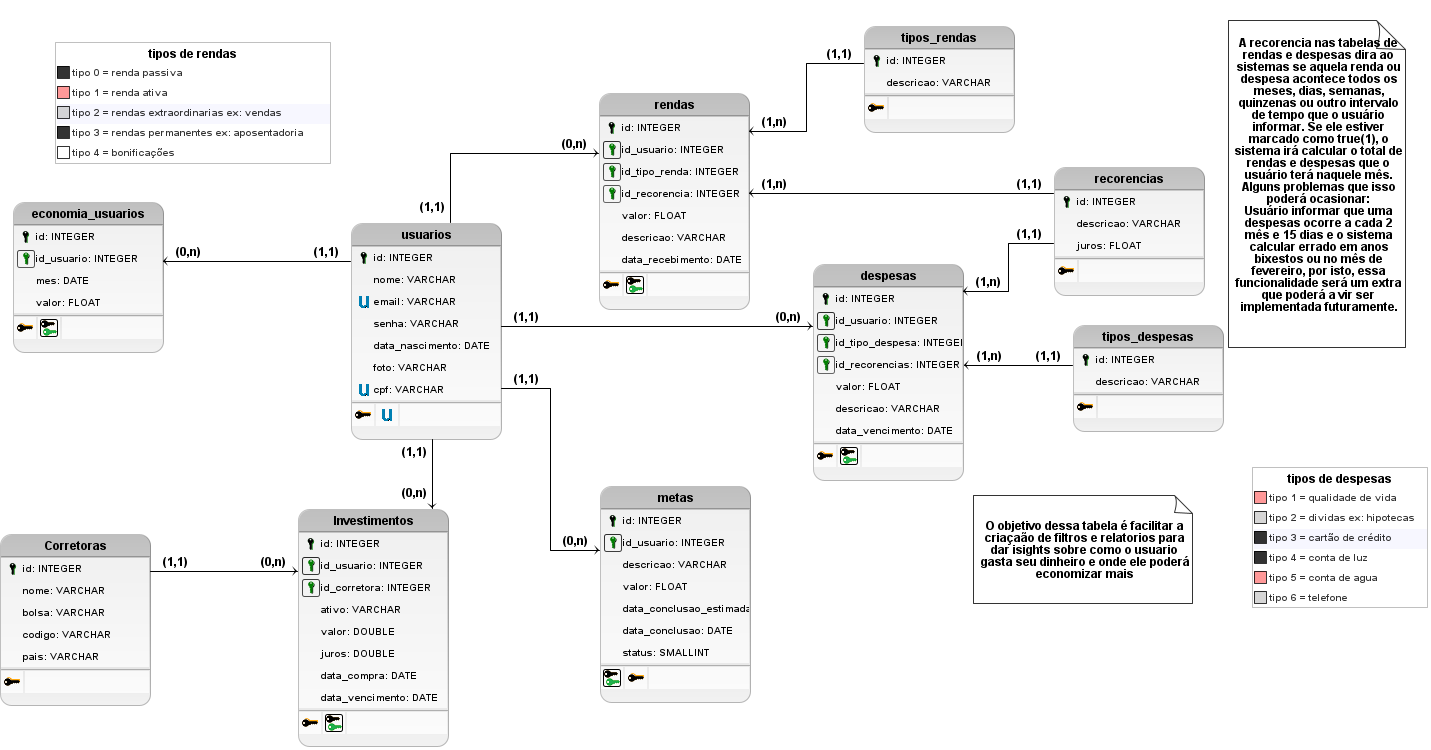 tipos de rendas
tipo 0 = renda passiva
tipo 1 = renda ativa
tipo 2 = rendas extraordinarias ex: vendas
tipo 3 = rendas permanentes ex: aposentadoria
tipo 4 = bonificações
tipos_rendas
id: INTEGER
descricao: VARCHAR
(1,1)
(1,n)
A recorencia nas tabelas de
rendas e despesas dira ao
sistemas se aquela renda ou
despesa acontece todos os
meses, dias, semanas,
quinzenas ou outro intervalo
de tempo que o usuário
informar. Se ele estiver
marcado como true(1), o
sistema irá calcular o total de
rendas e despesas que o
usuário terá naquele mês.
Alguns problemas que isso
poderá ocasionar:
Usuário informar que uma
despesas ocorre a cada 2
mês e 15 dias e o sistema
calcular errado em anos
bixestos ou no mês de
fevereiro, por isto, essa
funcionalidade será um extra
que poderá a vir ser
implementada futuramente.
rendas
id: INTEGER
id_usuario: INTEGER
id_tipo_renda: INTEGER
id_recorencia: INTEGER
valor: FLOAT
descricao: VARCHAR
data_recebimento: DATE
(0,n)
(1,1)
(1,n)
(1,1)
recorencias
id: INTEGER
descricao: VARCHAR
juros: FLOAT
(1,1)
(1,n)
economia_usuarios
id: INTEGER
id_usuario: INTEGER
mes: DATE
valor: FLOAT
(0,n)
(1,1)
usuarios
id: INTEGER
nome: VARCHAR
U email: VARCHAR
senha: VARCHAR
data_nascimento: DATE
foto: VARCHAR
U cpf: VARCHAR
U
(1,1)
(0,n)
despesas
id: INTEGER
id_usuario: INTEGER
id_tipo_despesa: INTEGEI
id_recorencias: INTEGER
valor: FLOAT
descricao: VARCHAR
data_vencimento: DATE
(1,n)
(1,1)
tipos_despesas
id: INTEGER
descricao: VARCHAR
(1,1)
(0,n)
(1,1)
(0,n)
Corretoras
id: INTEGER
nome: VARCHAR
bolsa: VARCHAR
codigo: VARCHAR
pais: VARCHAR
(1,1)
(0,n)
Investimentos
id: INTEGER
id_usuario: INTEGER
id_corretora: INTEGER
ativo: VARCHAR
valor: DOUBLE
juros: DOUBLE
data_compra: DATE
data_vencimento: DATE
metas
id: INTEGER
id_usuario: INTEGER
descricao: VARCHAR
valor: FLOAT
data_conclusao_estimada
data_conclusao: DATE
status: SMALLINT
O objetivo dessa tabela é facilitar a
criaçaão de filtros e relatorios para
dar isights sobre como o usuario
gasta seu dinheiro e onde ele poderá
economizar mais
tipos de despesas
tipo 1 = qualidade de vida
tipo 2 = dividas ex: hipotecas
tipo 3 = cartão de crédito
tipo 4 = conta de luz
tipo 5 = conta de agua
tipo 6 = telefone